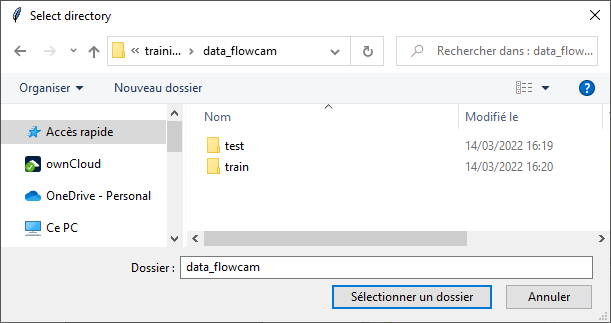 Select directory
« traini... > data_flowcam
Rechercher dans : data_flow...
Organiser
Nouveau dossier
?
Accès rapide
ownCloud
OneDrive - Personal
Ce PC
Nom
Modifié le
test
14/03/2022 16:19
train
14/03/2022 16:20
Dossier :
data_flowcam
Sélectionner un dossier
Annuler